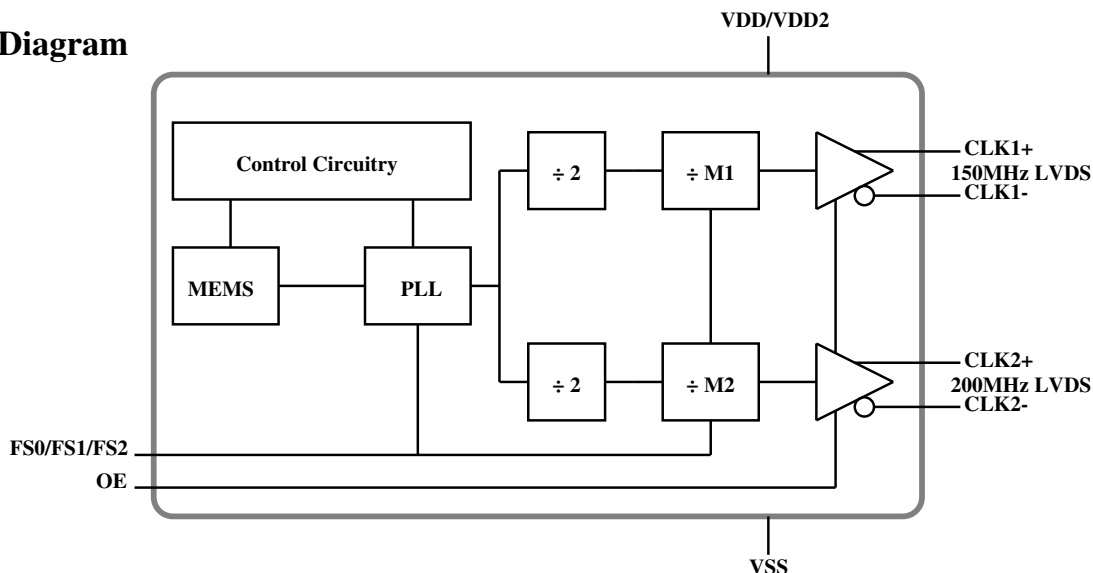 VDD/VDD2
Diagram
Control Circuitry
÷ 2
÷ M1
CLK1+
150MHz LVDS
CLK1-
MEMS
PLL
÷ 2
÷ M2
CLK2+
200MHz LVDS
CLK2-
FS0/FS1/FS2
OE
VSS